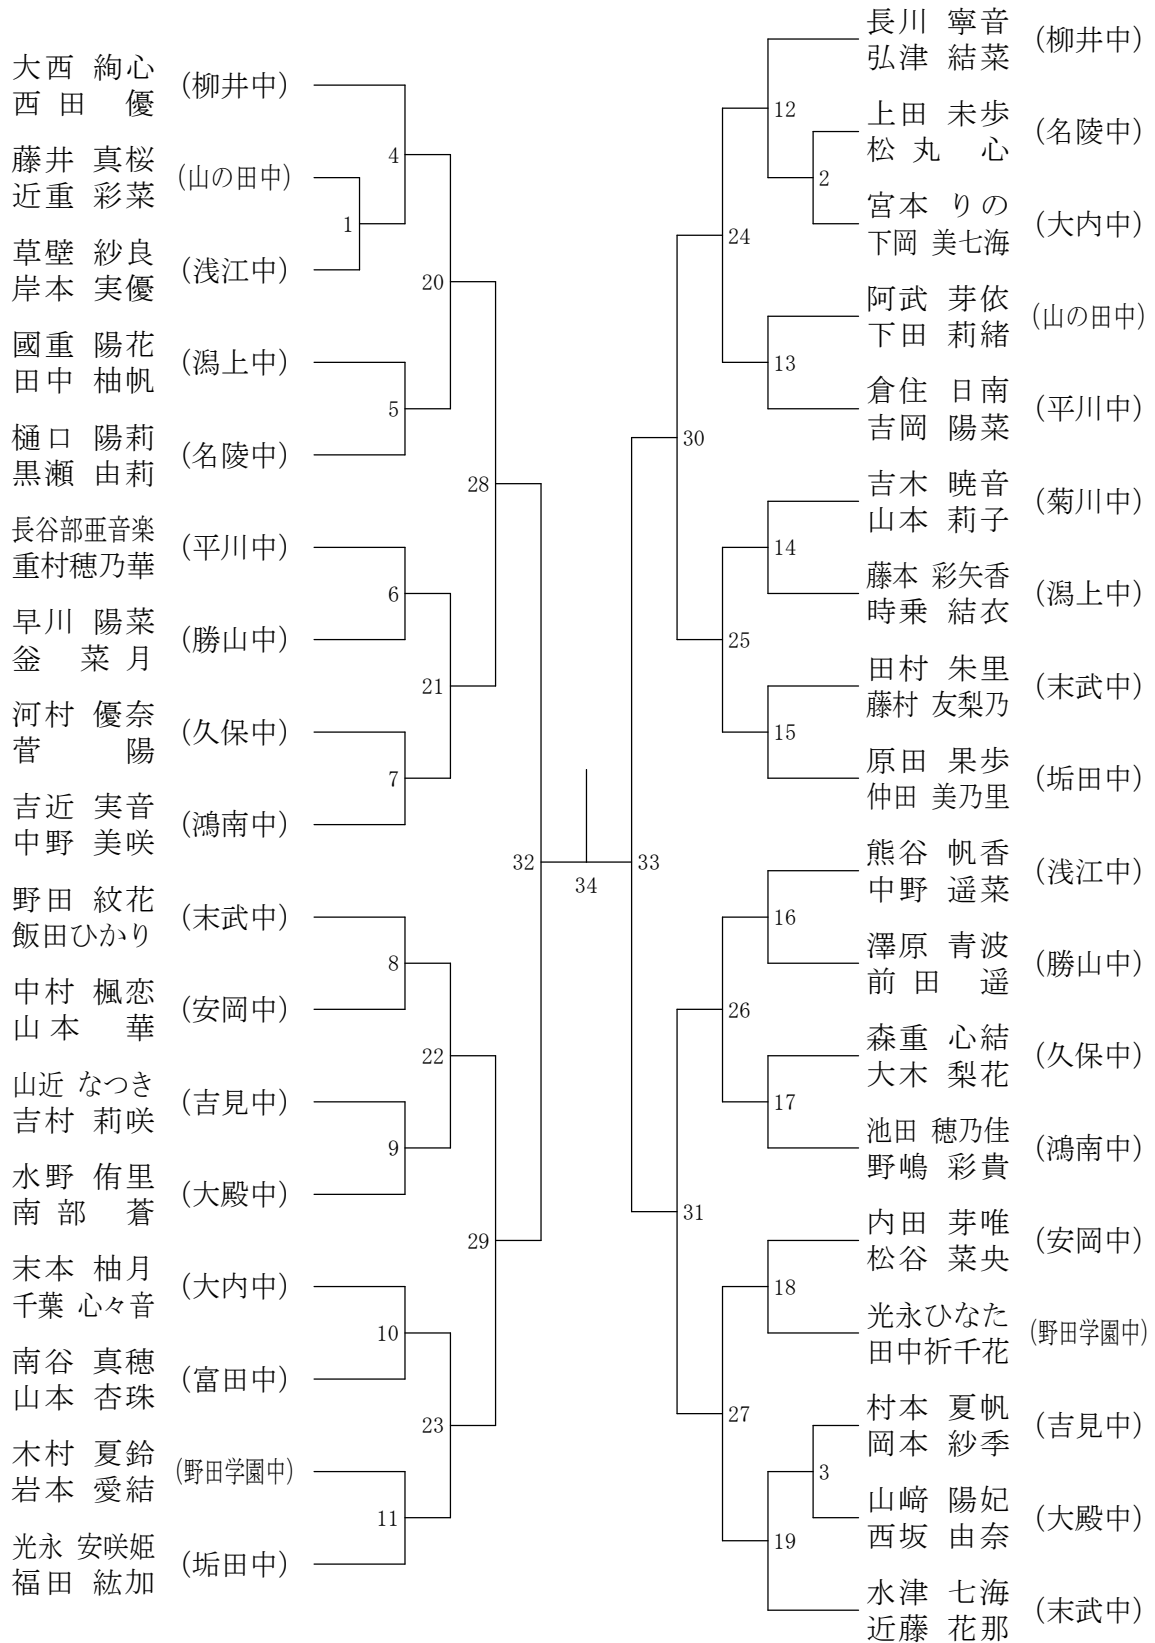 大西 絢心
西田 優
(柳井中)
藤井 真桜
近重 彩菜
(山の田中)
草壁 紗良
岸本 実優
(浅江中)
國重 陽花
田中 柚帆
(潟上中)
樋口 陽莉
黒瀬 由莉
(名陵中)
長谷部亜音楽
重村穂乃華
(平川中)
早川 陽菜
釜 菜月
(勝山中)
河村 優奈
菅 陽
(久保中)
吉近 実音
中野 美咲
(鴻南中)
野田 紋花
飯田ひかり
(末武中)
中村 楓恋
山本 華
(安岡中)
山近 なつき
吉村 莉咲
(吉見中)
水野 侑里
南部 蒼
(大殿中)
末本 柚月
千葉 心々音
(大内中)
南谷 真穂
山本 杏珠
(富田中)
木村 夏鈴
岩本 愛結
(野田学園中)
光永 安咲姫
福田 紘加
(垢田中)
1
4
5
6
7
8
9
10
11
20
21
22
23
28
29
32
34
33
30
31
24
25
26
27
12
2
13
14
15
16
17
18
3
19
長川 寧音
弘津 結菜
(柳井中)
上田 未歩
松丸 心
(名陵中)
宮本 りの
下岡 美七海
(大内中)
阿武 芽依
下田 莉緒
(山の田中)
倉住 日南
吉岡 陽菜
(平川中)
吉木 暁音
山本 莉子
(菊川中)
藤本 彩矢香
時乗 結衣
(潟上中)
田村 朱里
藤村 友梨乃
(末武中)
原田 果歩
仲田 美乃里
(垢田中)
熊谷 帆香
中野 遥菜
(浅江中)
澤原 青波
前田 遥
(勝山中)
森重 心結
大木 梨花
(久保中)
池田 穂乃佳
野嶋 彩貴
(鴻南中)
内田 芽唯
松谷 菜央
(安岡中)
光永ひなた
田中祈千花
(野田学園中)
村本 夏帆
岡本 紗季
(吉見中)
山﨑 陽妃
西坂 由奈
(大殿中)
水津 七海
近藤 花那
(末武中)